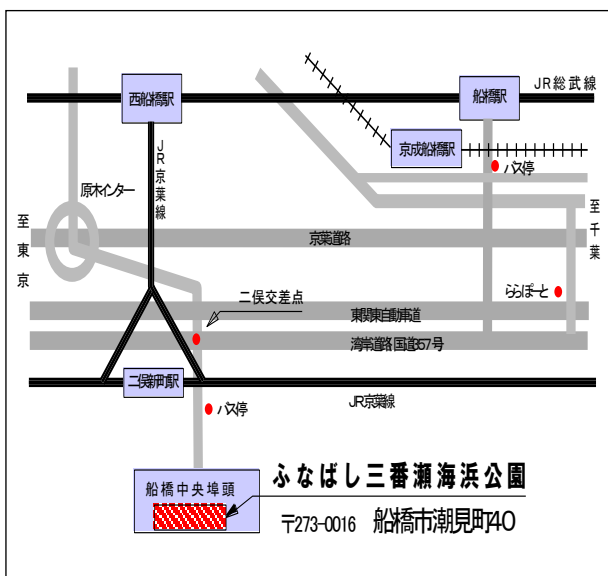 JR総武線
西船橋駅
船橋駅
京成船橋駅
バス停
JR京葉線
原木インター
至東京
至千葉
京葉道路
ららぽーと
二俣交差点
東関東自動車道
湾岸道路 国道357号
二俣新町駅
JR京葉線
バス停
船橋中央埠頭
ふなばし三番瀬海浜公園
〒273-0016 船橋市潮見町40